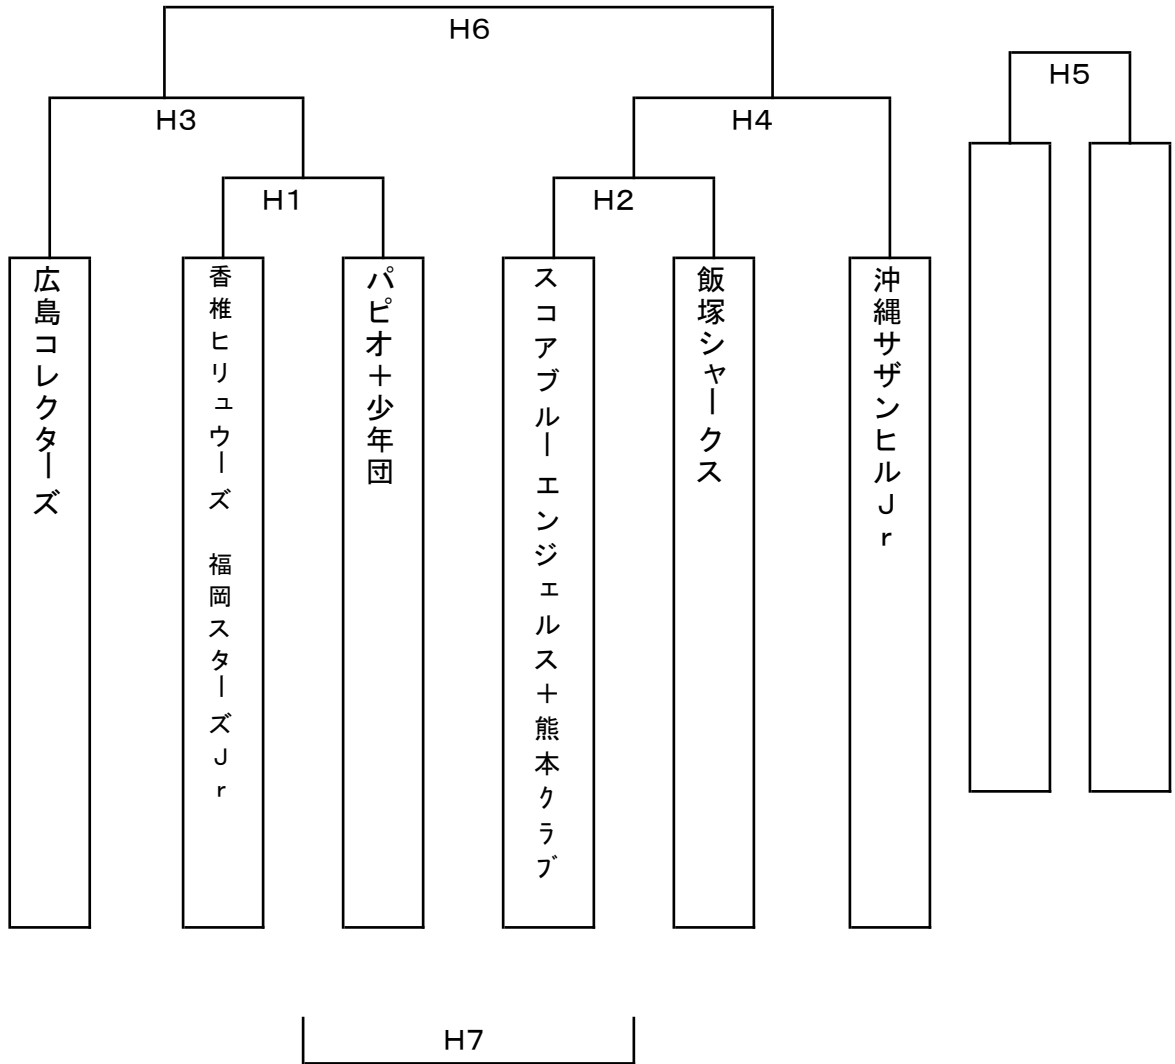 H6
H5
H3
H4
H1
H2
広島コレクターズ
香椎ヒリュウーズ　福岡スターズJr
パピオ＋少年団
スコアブルーエンジェルス＋熊本クラブ
飯塚シャークス
沖縄サザンヒルJr
H7